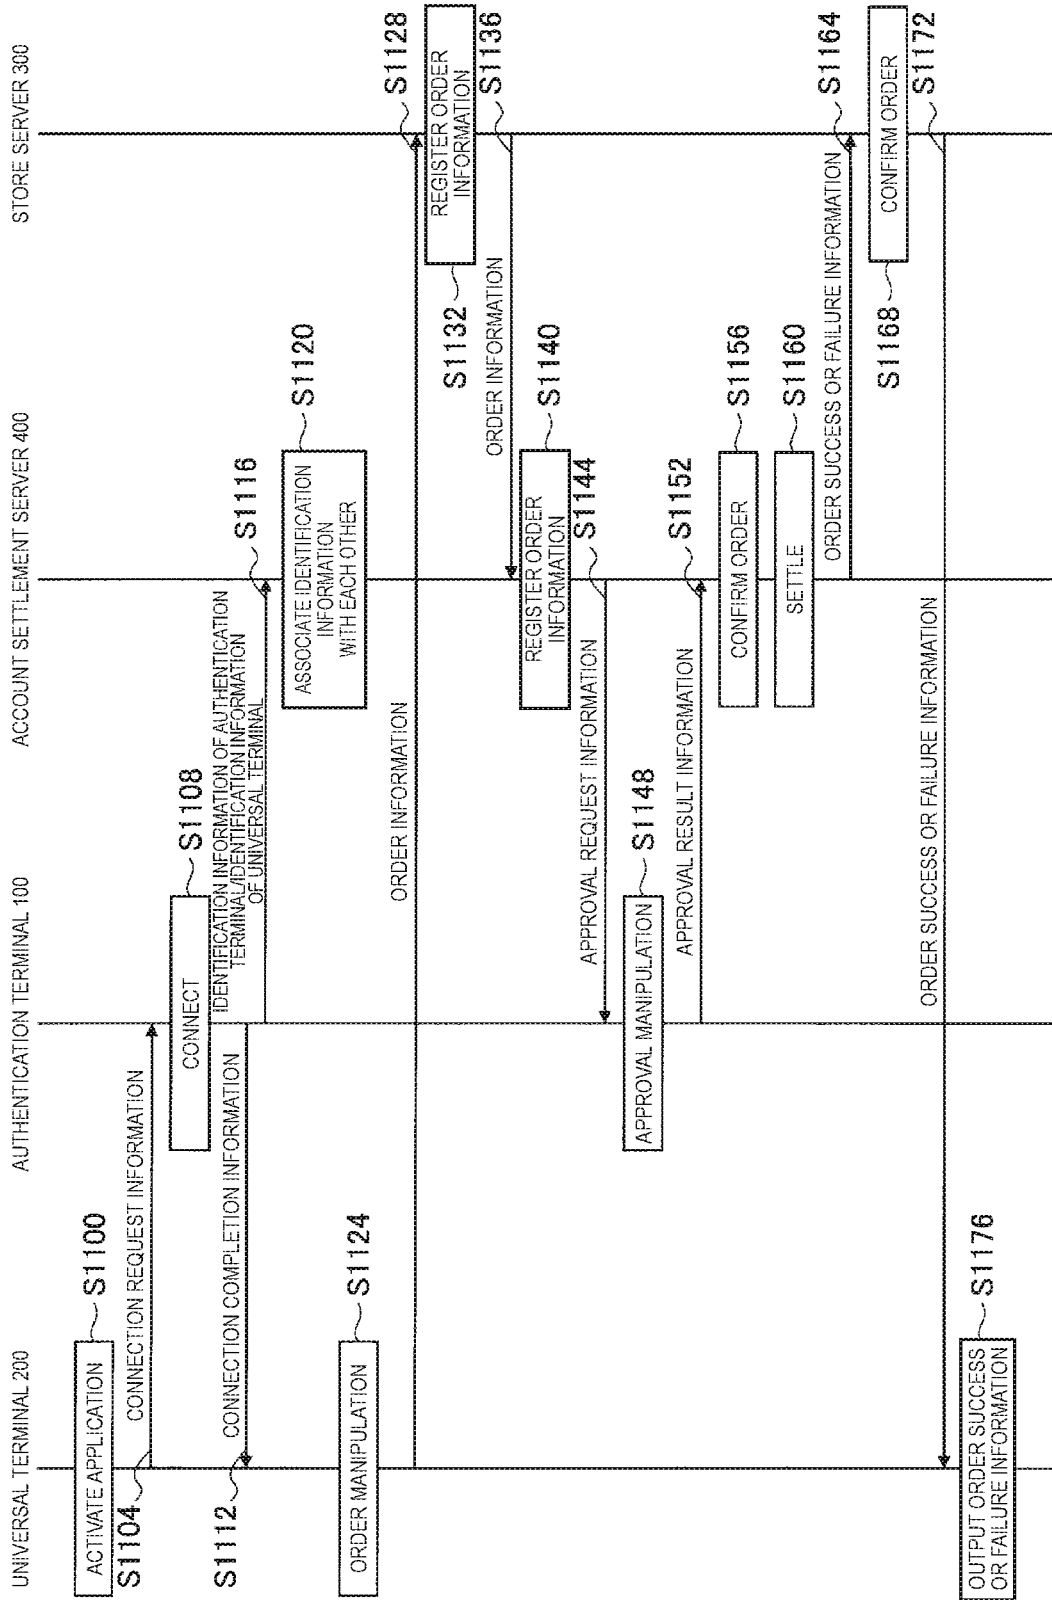 UNIVERSAL TERMINAL 200
AUTHENTICATION TERMINAL 100
ACCOUNT SETTLEMENT SERVER 400
STORE SERVER 300
ACTIVATE APPLICATION
S1100
S1104
CONNECTION REQUEST INFORMATION
CONNECT
S1108
S1112
CONNECTION COMPLETION INFORMATION
IDENTIFICATION INFORMATION OF AUTHENTICATION
TERMINAL/IDENTIFICATION INFORMATION
OF UNIVERSAL TERMINAL
S1116
ASSOCIATE IDENTIFICATION
INFORMATION
WITH EACH OTHER
S1120
ORDER MANIPULATION
S1124
ORDER INFORMATION
S1128
REGISTER ORDER
INFORMATION
S1132
ORDER INFORMATION
S1136
REGISTER ORDER
INFORMATION
S1140
APPROVAL REQUEST INFORMATION
S1144
APPROVAL MANIPULATION
S1148
APPROVAL RESULT INFORMATION
S1152
CONFIRM ORDER
S1156
SETTLE
S1160
ORDER SUCCESS OR FAILURE INFORMATION
S1164
CONFIRM ORDER
S1168
ORDER SUCCESS OR FAILURE INFORMATION
S1172
OUTPUT ORDER SUCCESS
OR FAILURE INFORMATION
S1176